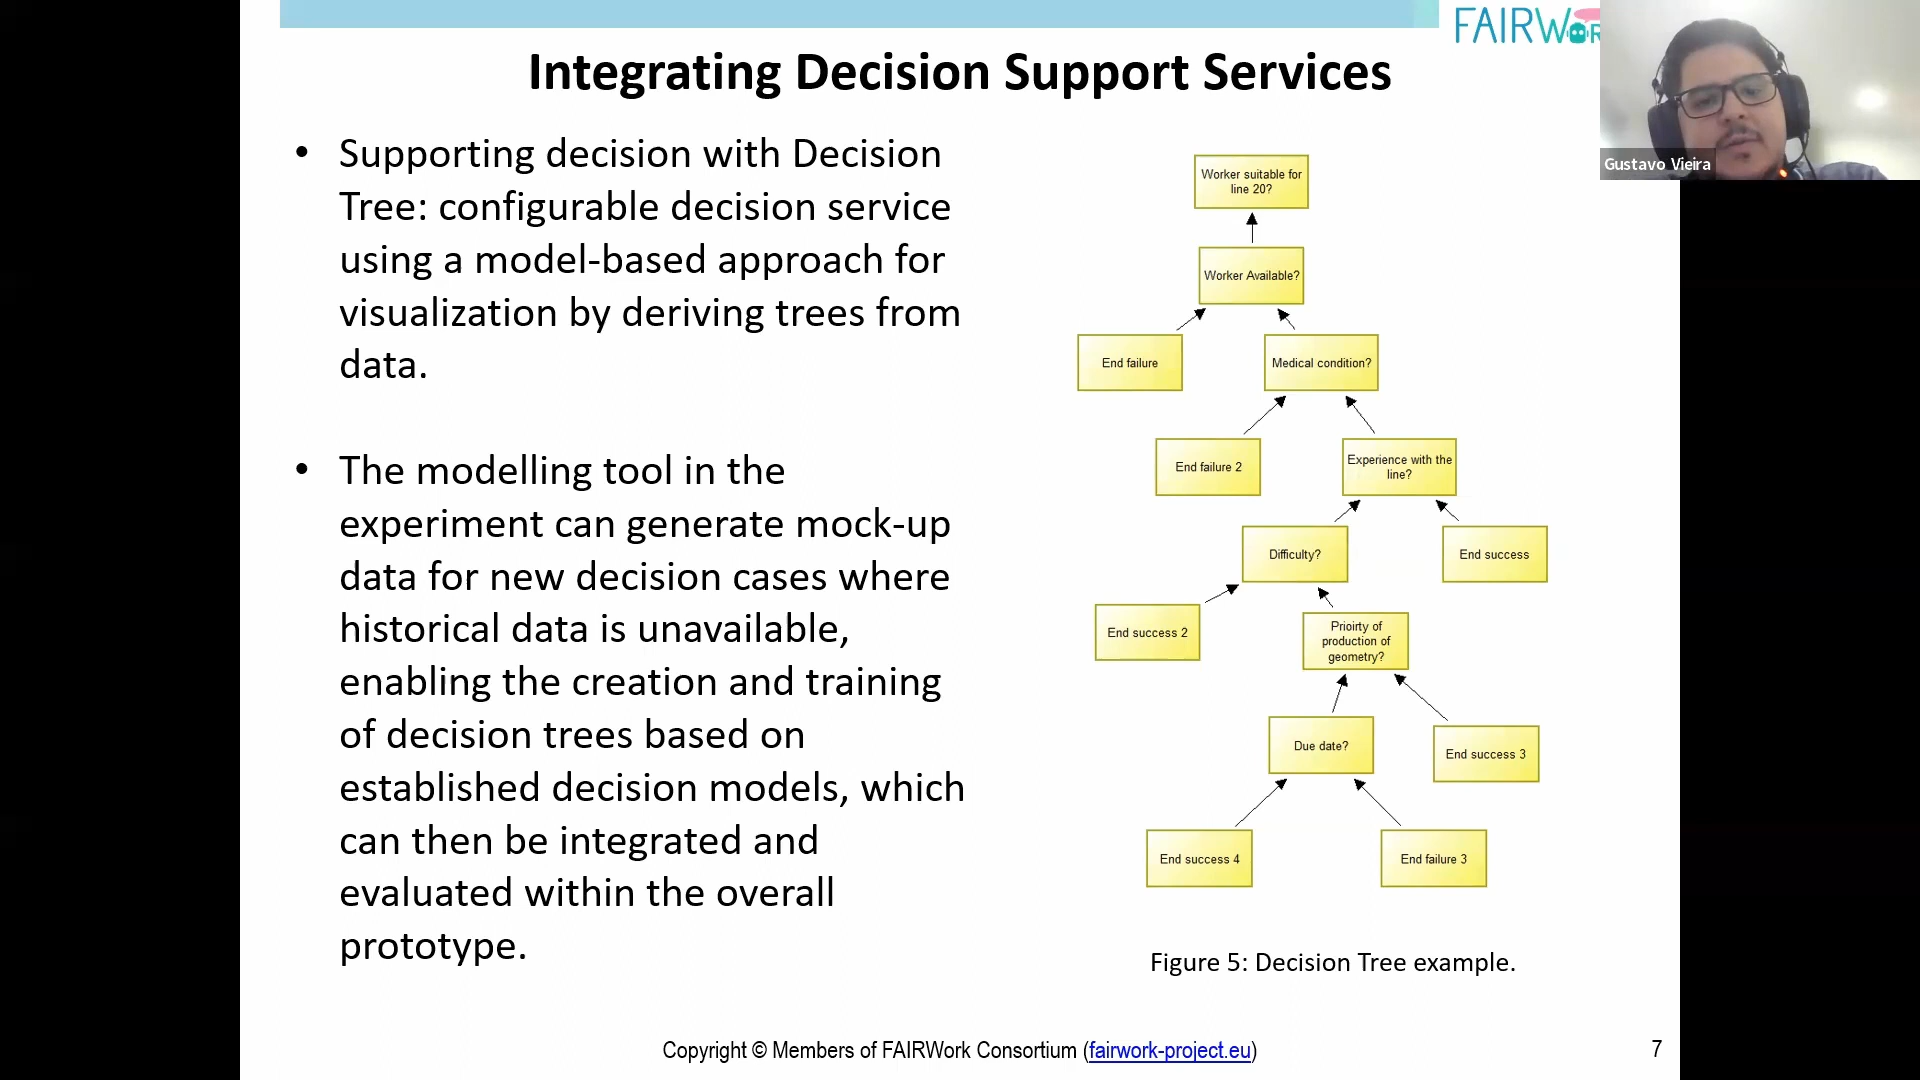 FAIRWor
Integrating Decision Support Services
Gustavo Vieira
• Supporting decision with Decision
Tree: configurable decision service
using a model-based approach for
visualization by deriving trees from
data.
• The modelling tool in the
experiment can generate mock-up
data for new decision cases where
historical data is unavailable,
enabling the creation and training
of decision trees based on
established decision models, which
can then be integrated and
evaluated within the overall
prototype.
Worker suitable for
line 20?
Worker Available?
End failure
Medical condition?
End failure 2
Experience with the
line?
Difficulty?
End success
End success 2
Prioirty of
production of
geometry?
Due date?
End success 3
End success 4
End failure 3
Figure 5: Decision Tree example.
Copyright © Members of FAIRWork Consortium (fairwork-project.eu)
7